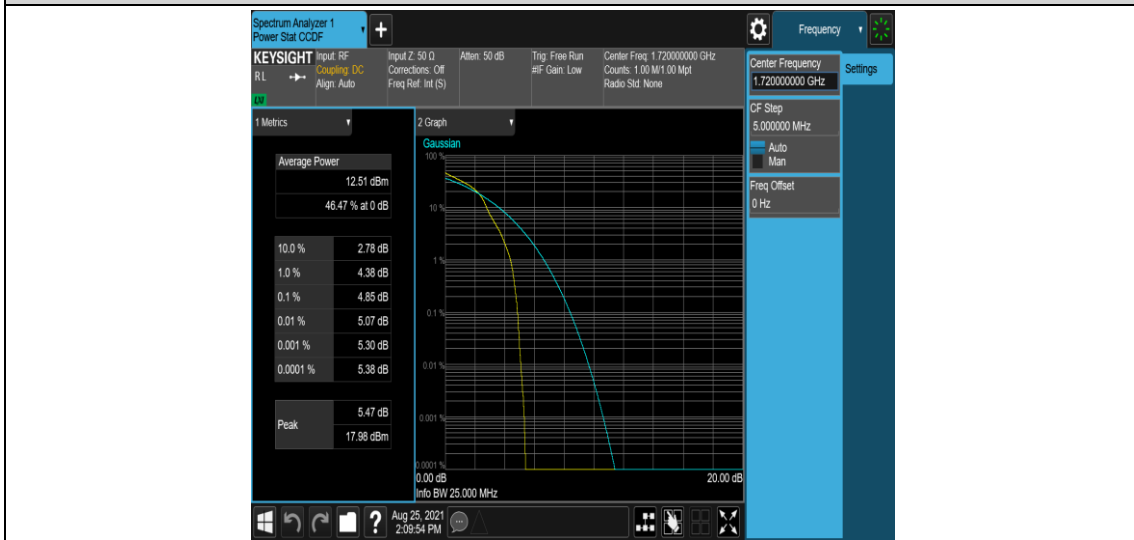 Spectrum Analyzer 1
Power Stat CCDF
+
Frequency
KEYSIGHT
Input: RF
Coupling: DC
Align: Auto
RL
LXI
Input Z: 50 Ω
Corrections: Off
Freq Ref: Int (S)
Atten: 50 dB
Trig: Free Run
#IF Gain: Low
Center Freq: 1.720000000 GHz
Counts: 1.00 M/1.00 Mpt
Radio Std: None
Center Frequency
1.720000000 GHz
Settings
CF Step
5.000000 MHz
Auto
Man
Freq Offset
0 Hz
1 Metrics
Average Power
12.51 dBm
46.47 % at 0 dB
10.0 % 2.78 dB
1.0 % 4.38 dB
0.1 % 4.85 dB
0.01 % 5.07 dB
0.001 % 5.30 dB
0.0001 % 5.38 dB
Peak
5.47 dB
17.98 dBm
2 Graph
Gaussian
100 %
10 %
1 %
0.1 %
0.01 %
0.001 %
0.0001 %
0.00 dB
20.00 dB
Info BW 25.000 MHz
?
Aug 25, 2021
2:09:54 PM